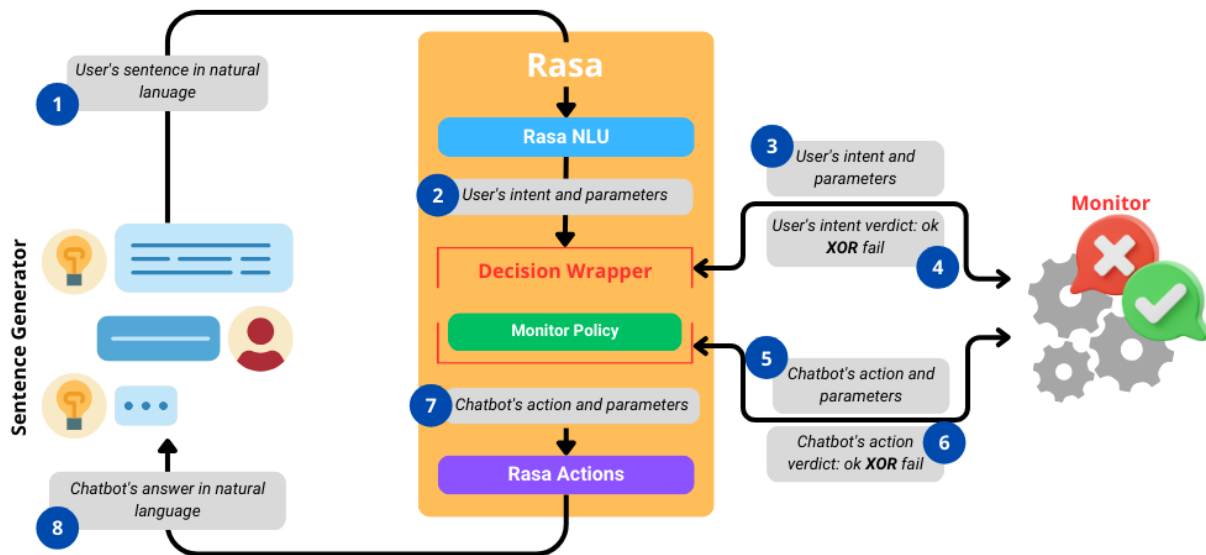 Sentence Generator
1
User's sentence in natural
lanuage
Rasa
Rasa NLU
2
User's intent and parameters
Decision Wrapper
Monitor Policy
3
User's intent and
parameters
User's intent verdict: ok
XOR fail
4
Monitor
5
Chatbot's action and
parameters
Chatbot's action
verdict: ok XOR fail
6
7
Chatbot's action and parameters
Rasa Actions
Chatbot's answer in natural
language
8